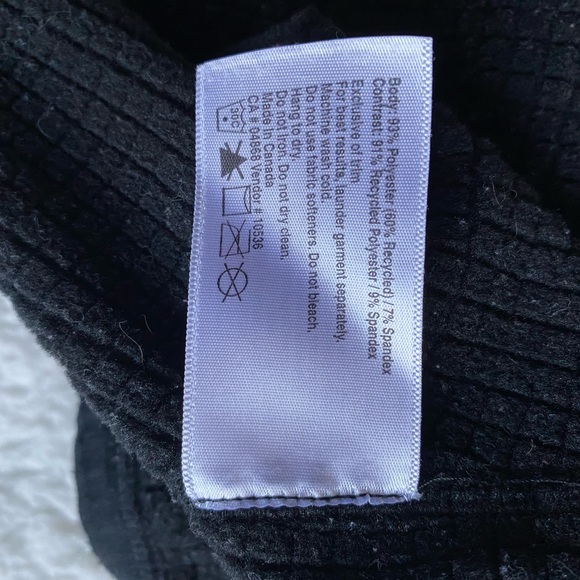 Body: 93% Polyester (60% Recycled) / 7% Spandex
Contrast: 91% Recycled Polyester / 9% Spandex
Exclusive of trim
For best results, launder garment separately.
Machine wash cold.
Do not use fabric softeners. Do not bleach.
Hang to dry.
Do not iron. Do not dry clean.
Made In Canada
CA # 04868 Vendor # 10536
30C